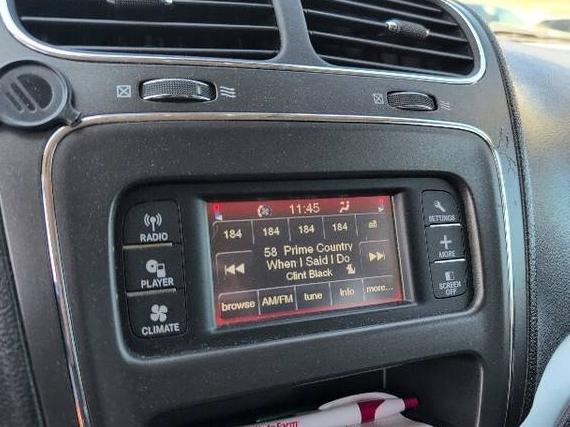 11:45
184 184 184 184 all
58 Prime Country
When I Said I Do
Clint Black
browse AM/FM tune info more...
RADIO
PLAYER
CLIMATE
SETTINGS
MORE
SCREEN
OFF